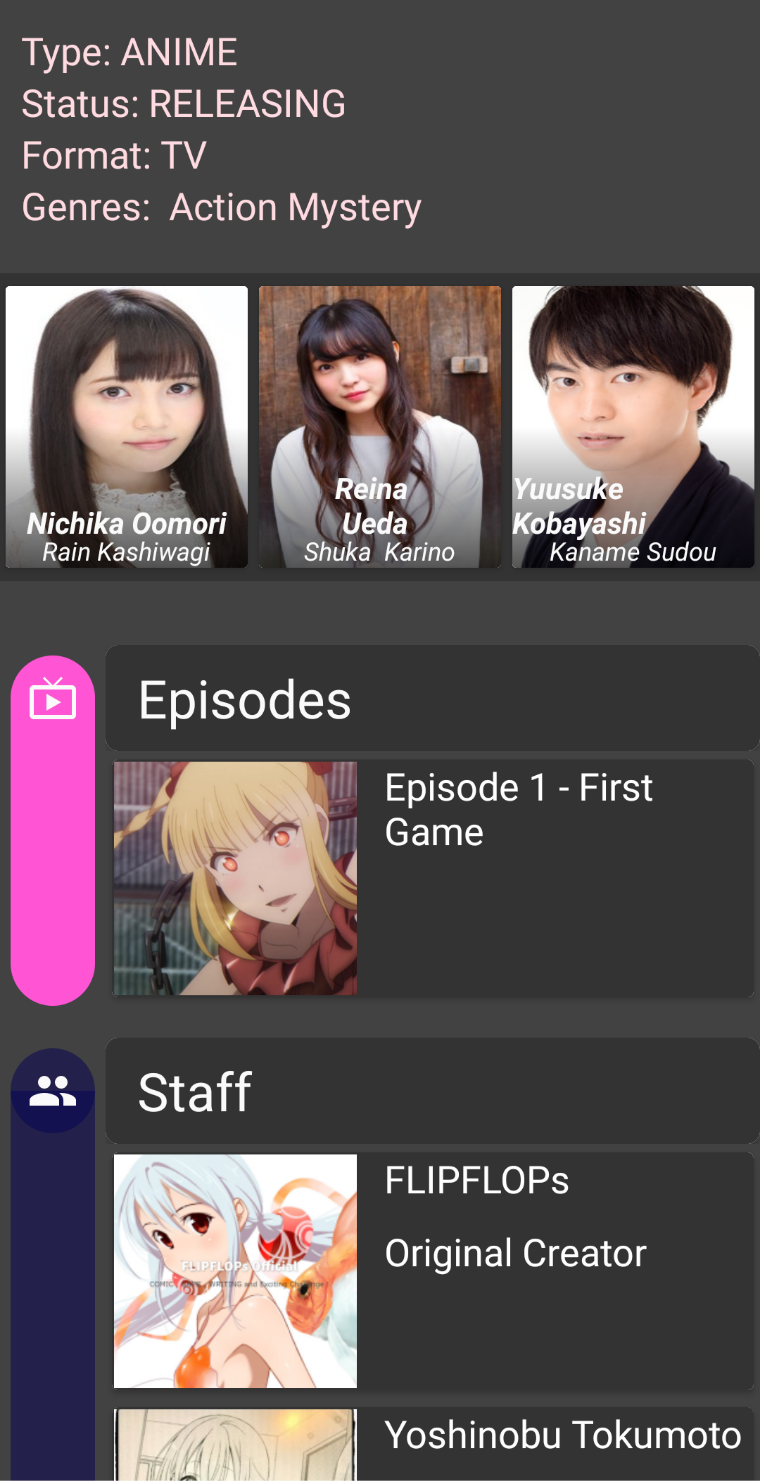 Type: ANIME
Status: RELEASING
Format: TV
Genres:  Action Mystery
Nichika Oomori
Rain Kashiwagi
Reina
Ueda
Shuka  Karino
Yuusuke
Kobayashi
Kaname Sudou
Episodes
Episode 1 - First
Game
Staff
FLIPFLOPs Official
COMIC, GAME, WRITING and Exciting Challenge!
FLIPFLOPs
Original Creator
Yoshinobu Tokumoto